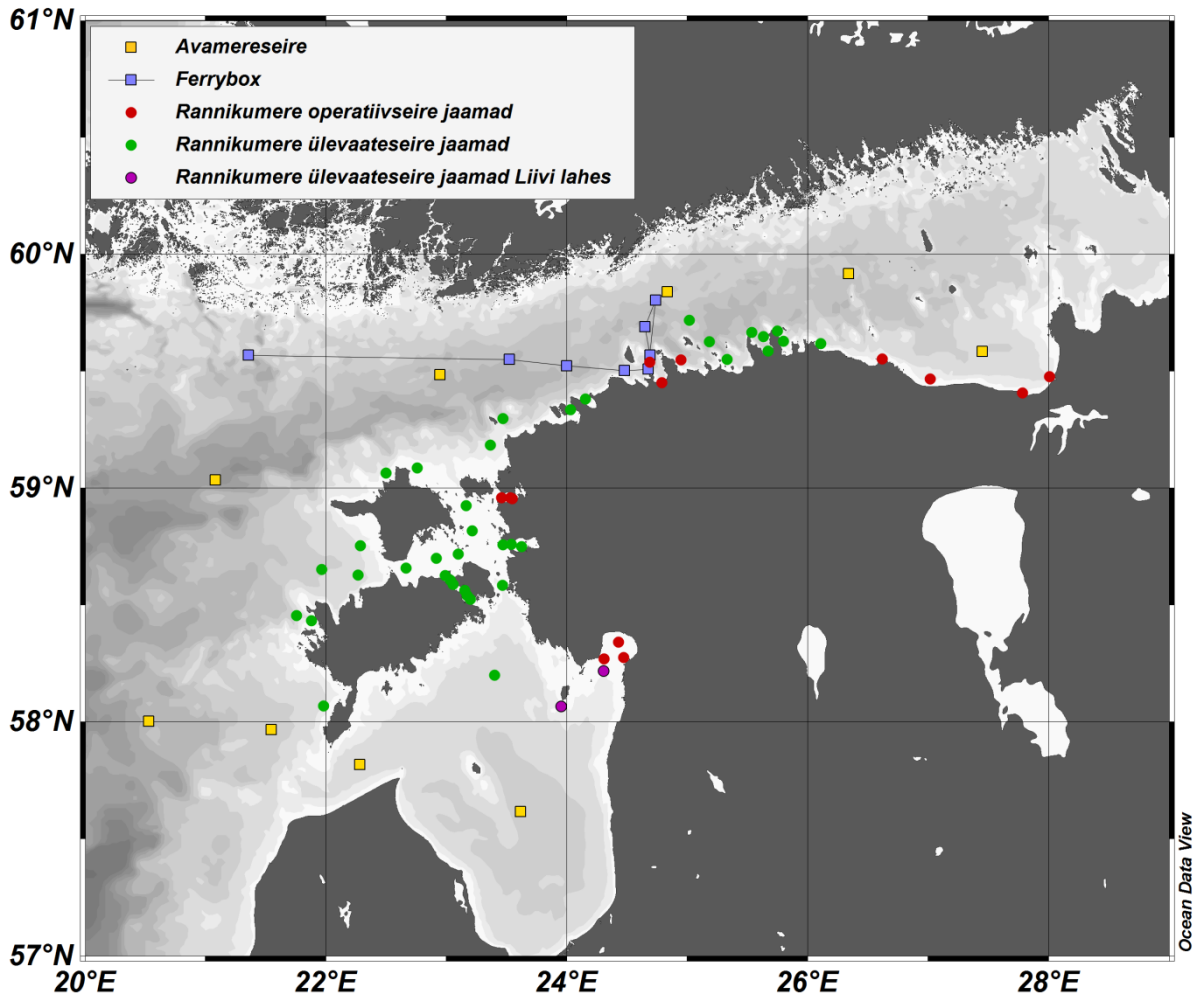 61°N
Avamereseire
Ferrybox
Rannikumere operatiivseire jaamad
Rannikumere ülevaateseire jaamad
Rannikumere ülevaateseire jaamad Liivi lahes
60°N
59°N
58°N
57°N
20°E 22°E 24°E 26°E 28°E
Ocean Data View